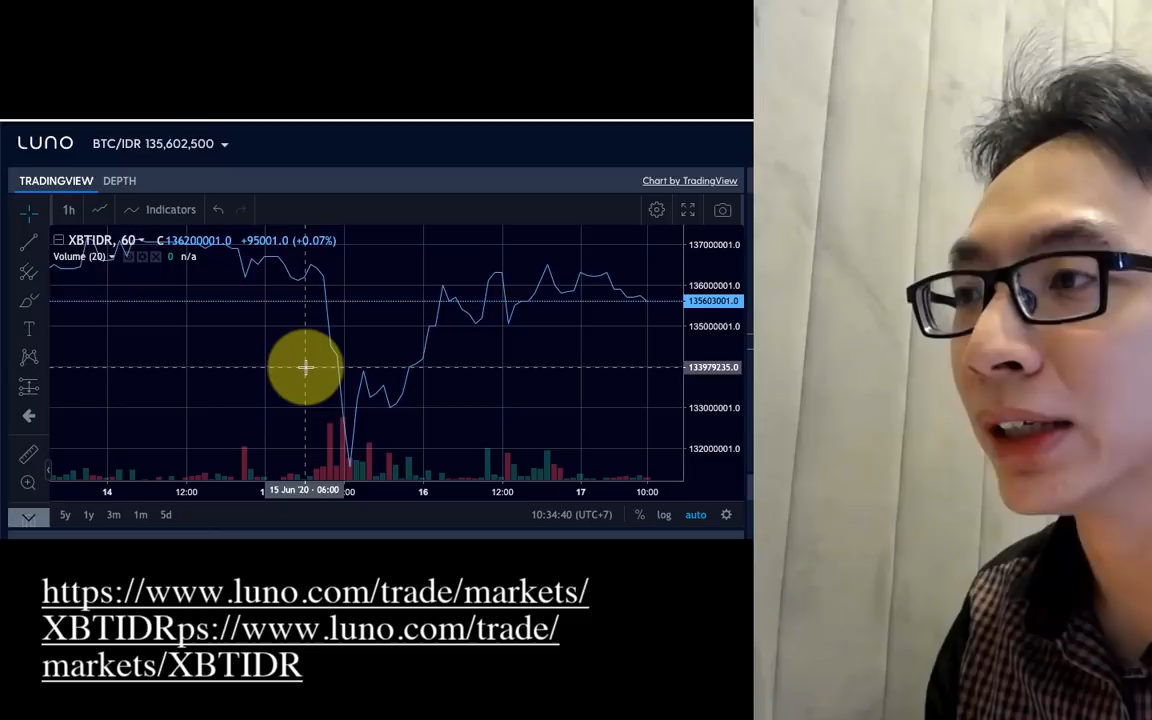 LUNO BTC/IDR 135,602,500
TRADINGVIEW DEPTH Chart by TradingView
1h Indicators
XBTIDR, 60 C136200001.0 +95001.0 (+0.07%)
Volume (20) 0 n/a
137000001.0
136000001.0
135603001.0
135000001.0
133979235.0
133000001.0
132000001.0
14 12:00 16 12:00 17 10:00
15 Jun '20 - 06:00
5y 1y 3m 1m 5d 10:34:40 (UTC+7) % log auto
https://www.luno.com/trade/markets/
XBTIDRps://www.luno.com/trade/
markets/XBTIDR